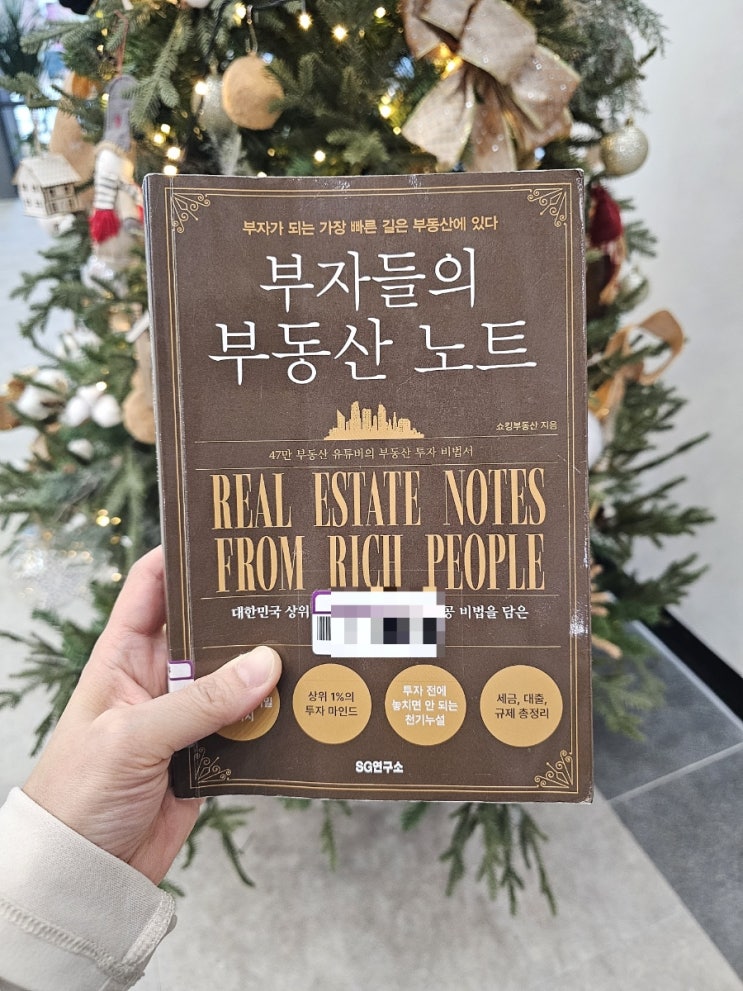 부자가 되는 가장 빠른 길은 부동산에 있다
부자들의
부동산 노트
쇼킹부동산 지음
47만 부동산 유튜버의 부동산 투자 비법서
REAL ESTATE NOTES
FROM RICH PEOPLE
대한민국 상위 비법을 담은
상위 1%의
투자 마인드
투자 전에
놓치면 안 되는
천기누설
세금, 대출,
규제 총정리
SG연구소